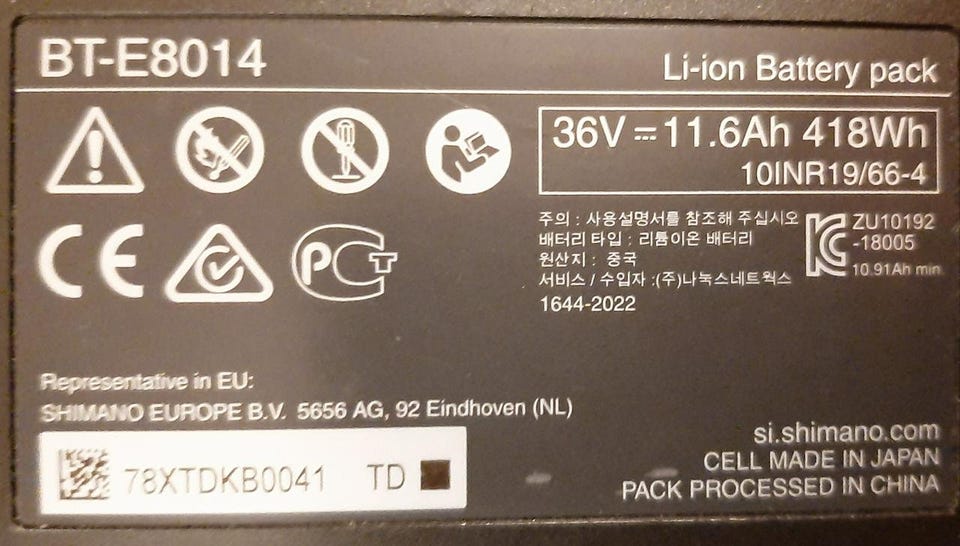 BT-E8014
Li-ion Battery pack
36V ⎓ 11.6Ah 418Wh
10INR19/66-4
주의 : 사용설명서를 참조해 주십시오
배터리 타입 : 리튬이온 배터리
원산지 : 중국
서비스 / 수입자 :(주)나눅스네트웍스
1644-2022
ZU10192
-18005
10.91Ah min.
CE
PCT
KC
Representative in EU:
SHIMANO EUROPE B.V. 5656 AG, 92 Eindhoven (NL)
78XTDKB0041 TD
si.shimano.com
CELL MADE IN JAPAN
PACK PROCESSED IN CHINA